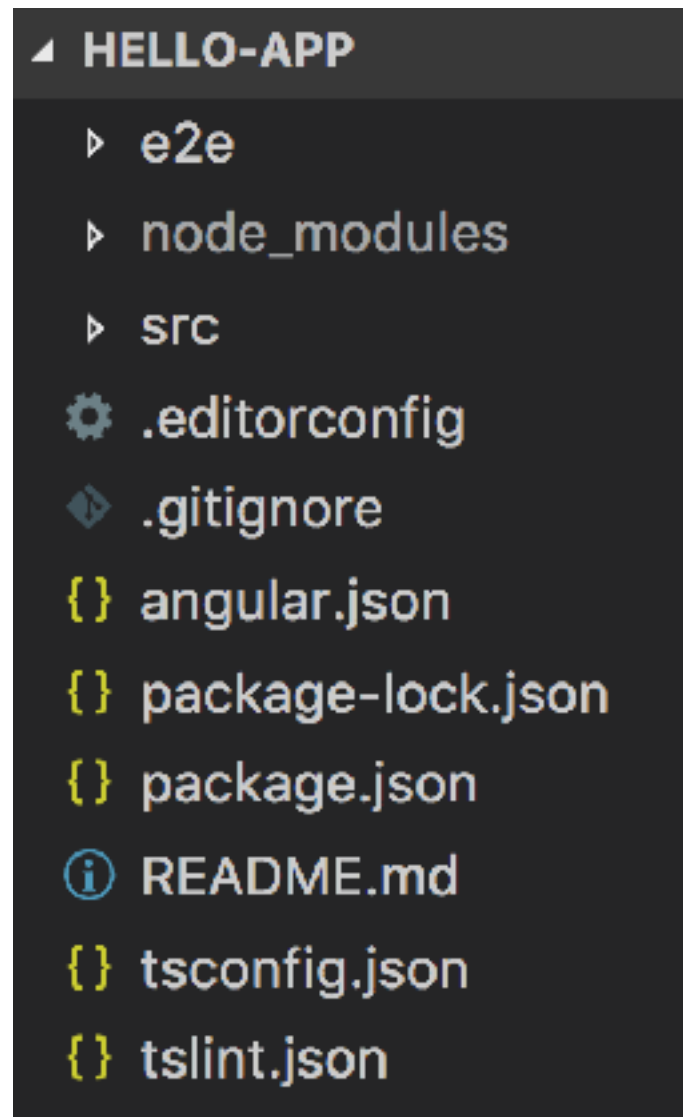 HELLO-APP
e2e
node_modules
src
.editorconfig
.gitignore
{} angular.json
{} package-lock.json
{} package.json
README.md
{} tsconfig.json
{} tslint.json